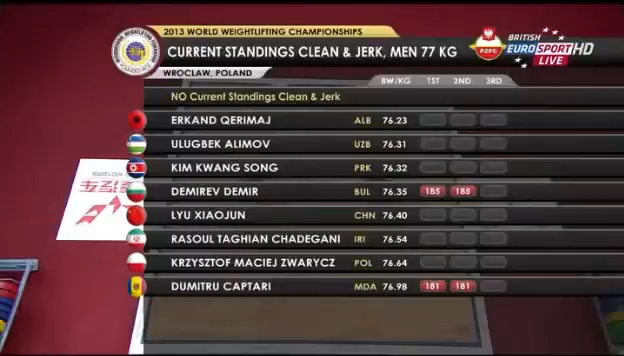 2013 WORLD WEIGHTLIFTING CHAMPIONSHIPS
CURRENT STANDINGS CLEAN & JERK, MEN 77 KG
PZPC
BRITISH
EUROSPORT HD
LIVE
WROCLAW, POLAND
BW/KG 1ST 2ND 3RD
NO Current Standings Clean & Jerk
ERKAND QERIMAJ ALB 76.23
ULUGBEK ALIMOV UZB 76.31
KIM KWANG SONG PRK 76.32
DEMIREV DEMIR BUL 76.35 185 185
LYU XIAOJUN CHN 76.40
RASOUL TAGHIAN CHADEGANI IRI 76.54
KRZYSZTOF MACIEJ ZWARYCZ POL 76.64
DUMITRU CAPTARI MDA 76.98 181 181